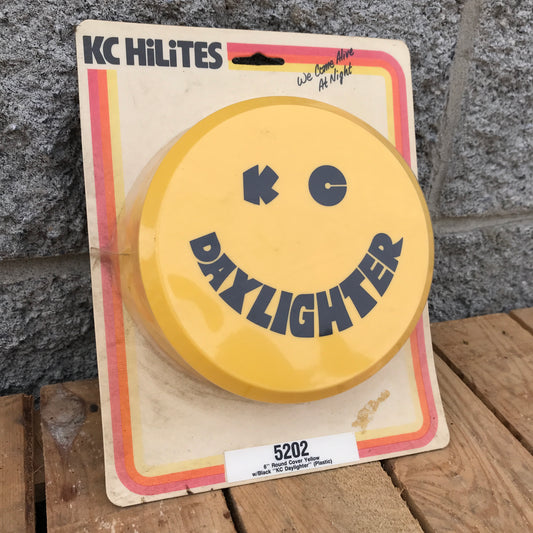 KC HiLiTES
We Come Alive
At Night
K C
DAYLIGHTER
5202
6" Round Cover Yellow
w/Black "KC Daylighter" (Plastic)